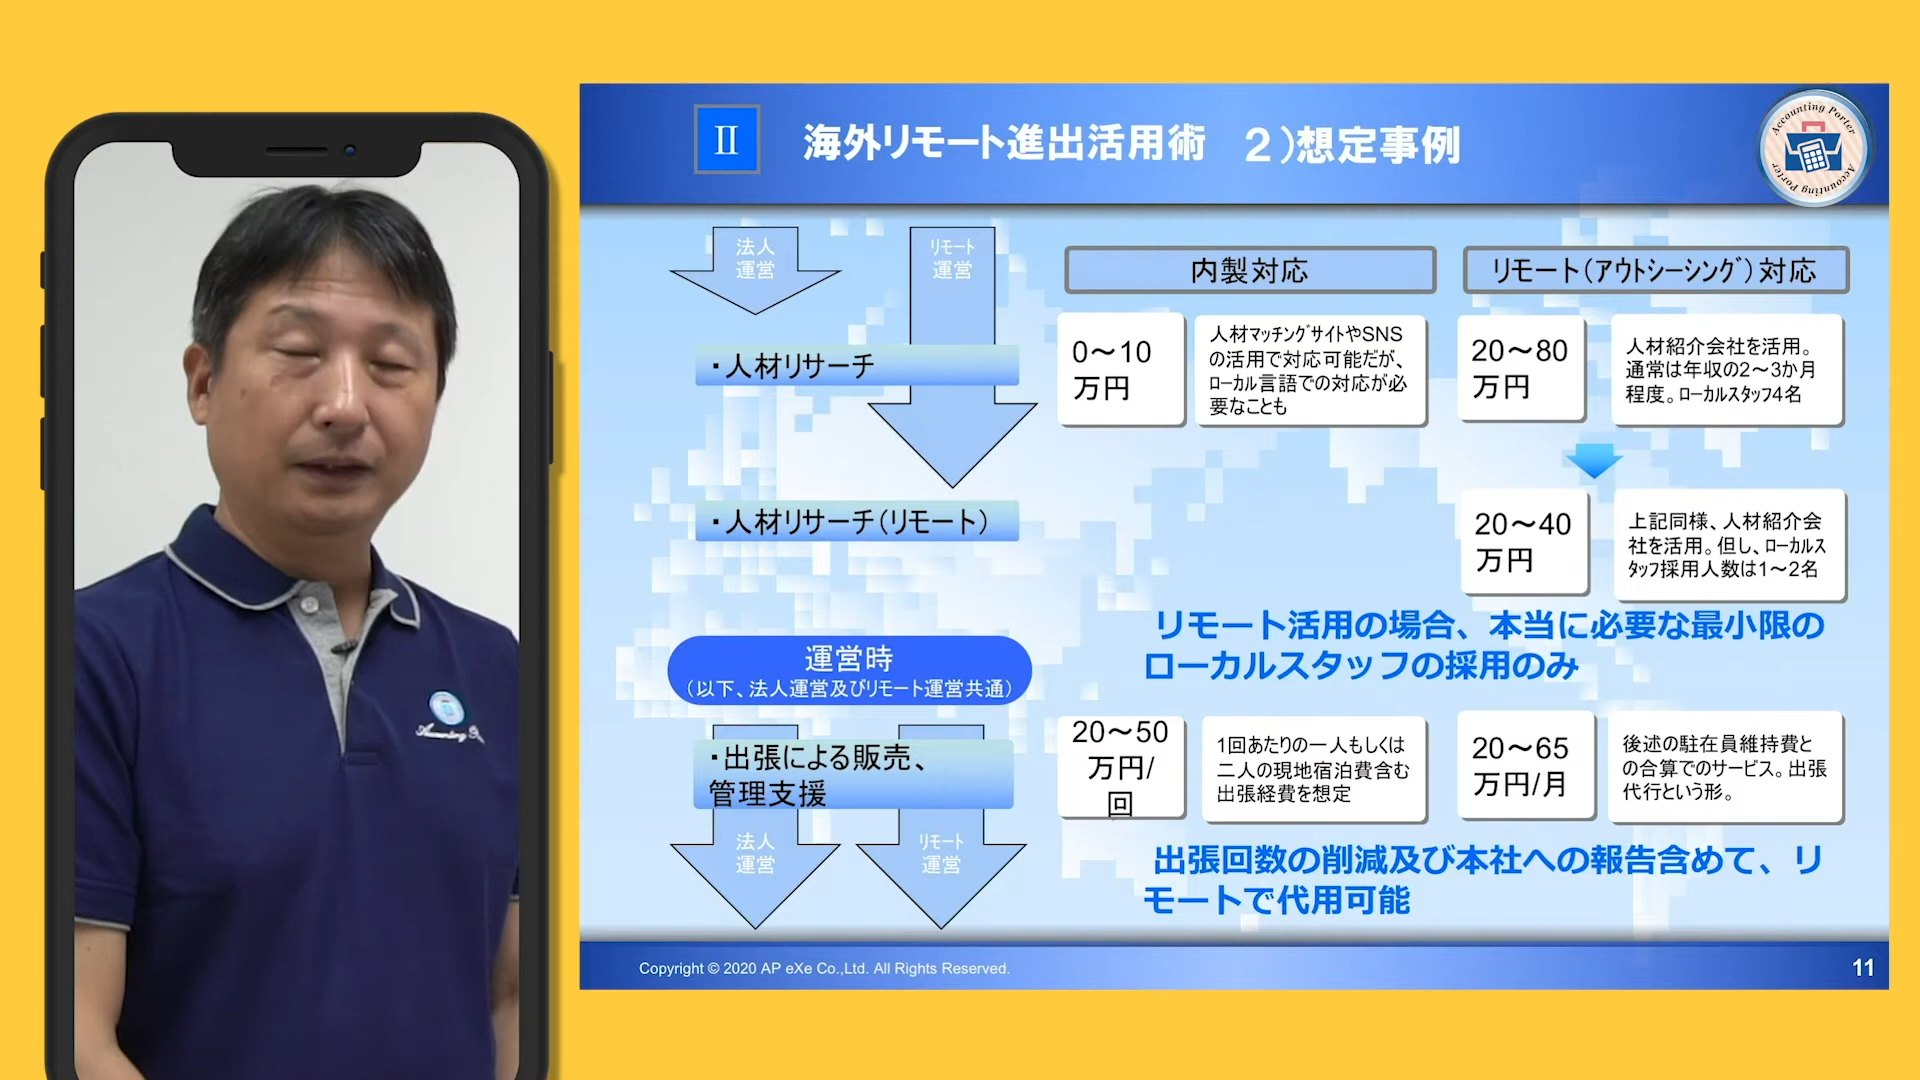 Ⅱ
海外リモート進出活用術 2)想定事例
Accounting Porter
Accounting Porter
法人
運営
リモート
運営
内製対応
リモート(アウトシーシング)対応
・人材リサーチ
0～10
万円
人材マッチングサイトやSNS
の活用で対応可能だが、
ローカル言語での対応が必
要なことも
20～80
万円
人材紹介会社を活用。
通常は年収の2～3か月
程度。ローカルスタッフ4名
・人材リサーチ(リモート)
20～40
万円
上記同様、人材紹介会
社を活用。但し、ローカルス
タッフ採用人数は1～2名
リモート活用の場合、本当に必要な最小限の
ローカルスタッフの採用のみ
運営時
(以下、法人運営及びリモート運営共通)
・出張による販売、
管理支援
20～50
万円/
回
1回あたりの一人もしくは
二人の現地宿泊費含む
出張経費を想定
20～65
万円/月
後述の駐在員維持費と
の合算でのサービス。出張
代行という形。
法人
運営
リモート
運営
出張回数の削減及び本社への報告含めて、リ
モートで代用可能
Copyright © 2020 AP eXe Co.,Ltd. All Rights Reserved.
11
Accounting